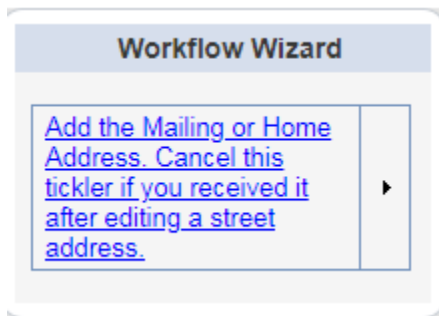 Workflow Wizard
Add the Mailing or Home
Address. Cancel this
tickler if you received it
after editing a street
address.